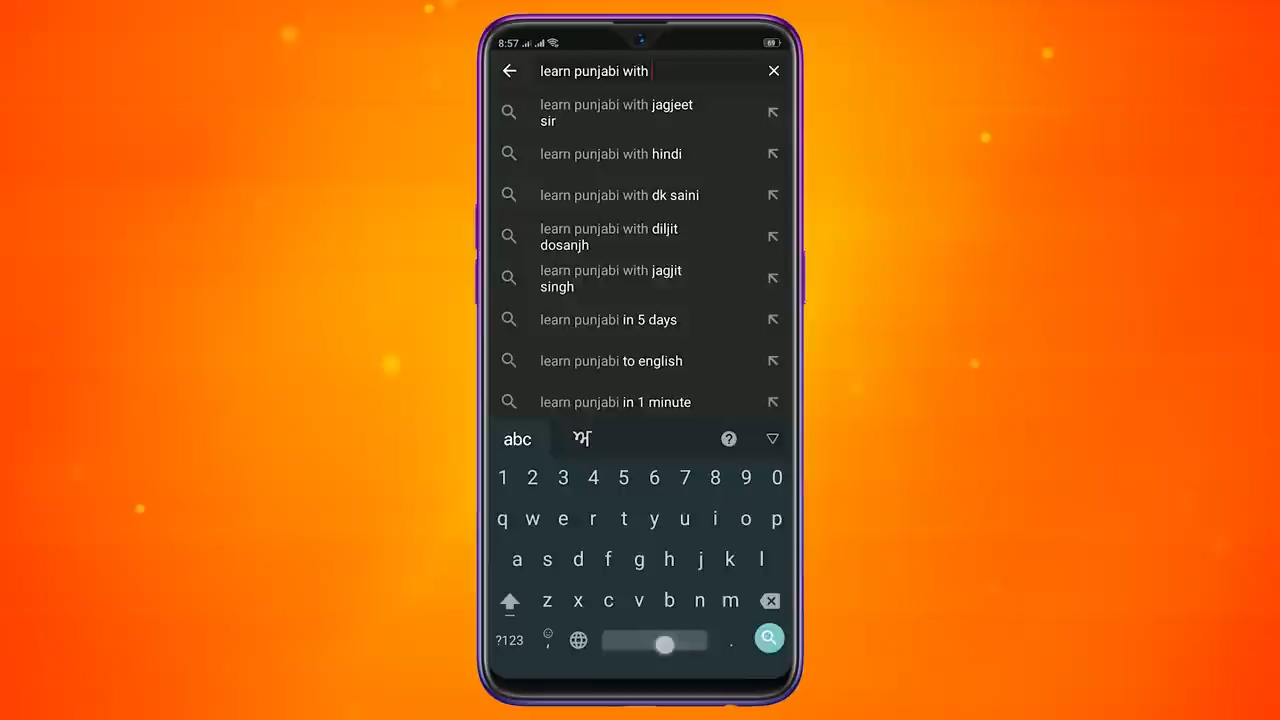 8:57
69
learn punjabi with
learn punjabi with jagjeet
sir
learn punjabi with hindi
learn punjabi with dk saini
learn punjabi with diljit
dosanjh
learn punjabi with jagjit
singh
learn punjabi in 5 days
learn punjabi to english
learn punjabi in 1 minute
abc ਅ ?
1 2 3 4 5 6 7 8 9 0
q w e r t y u i o p
a s d f g h j k l
z x c v b n m
?123 , .